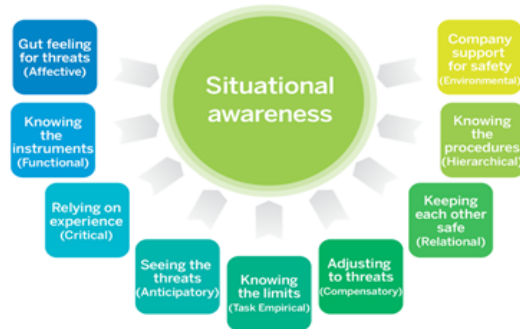 Situational
awareness
Gut feeling
for threats
(Affective)
Knowing
the
instruments
(Functional)
Relying on
experience
(Critical)
Seeing the
threats
(Anticipatory)
Knowing
the limits
(Task Empirical)
Adjusting
to threats
(Compensatory)
Keeping
each other
safe
(Relational)
Knowing
the
procedures
(Hierarchical)
Company
support
for safety
(Environmental)